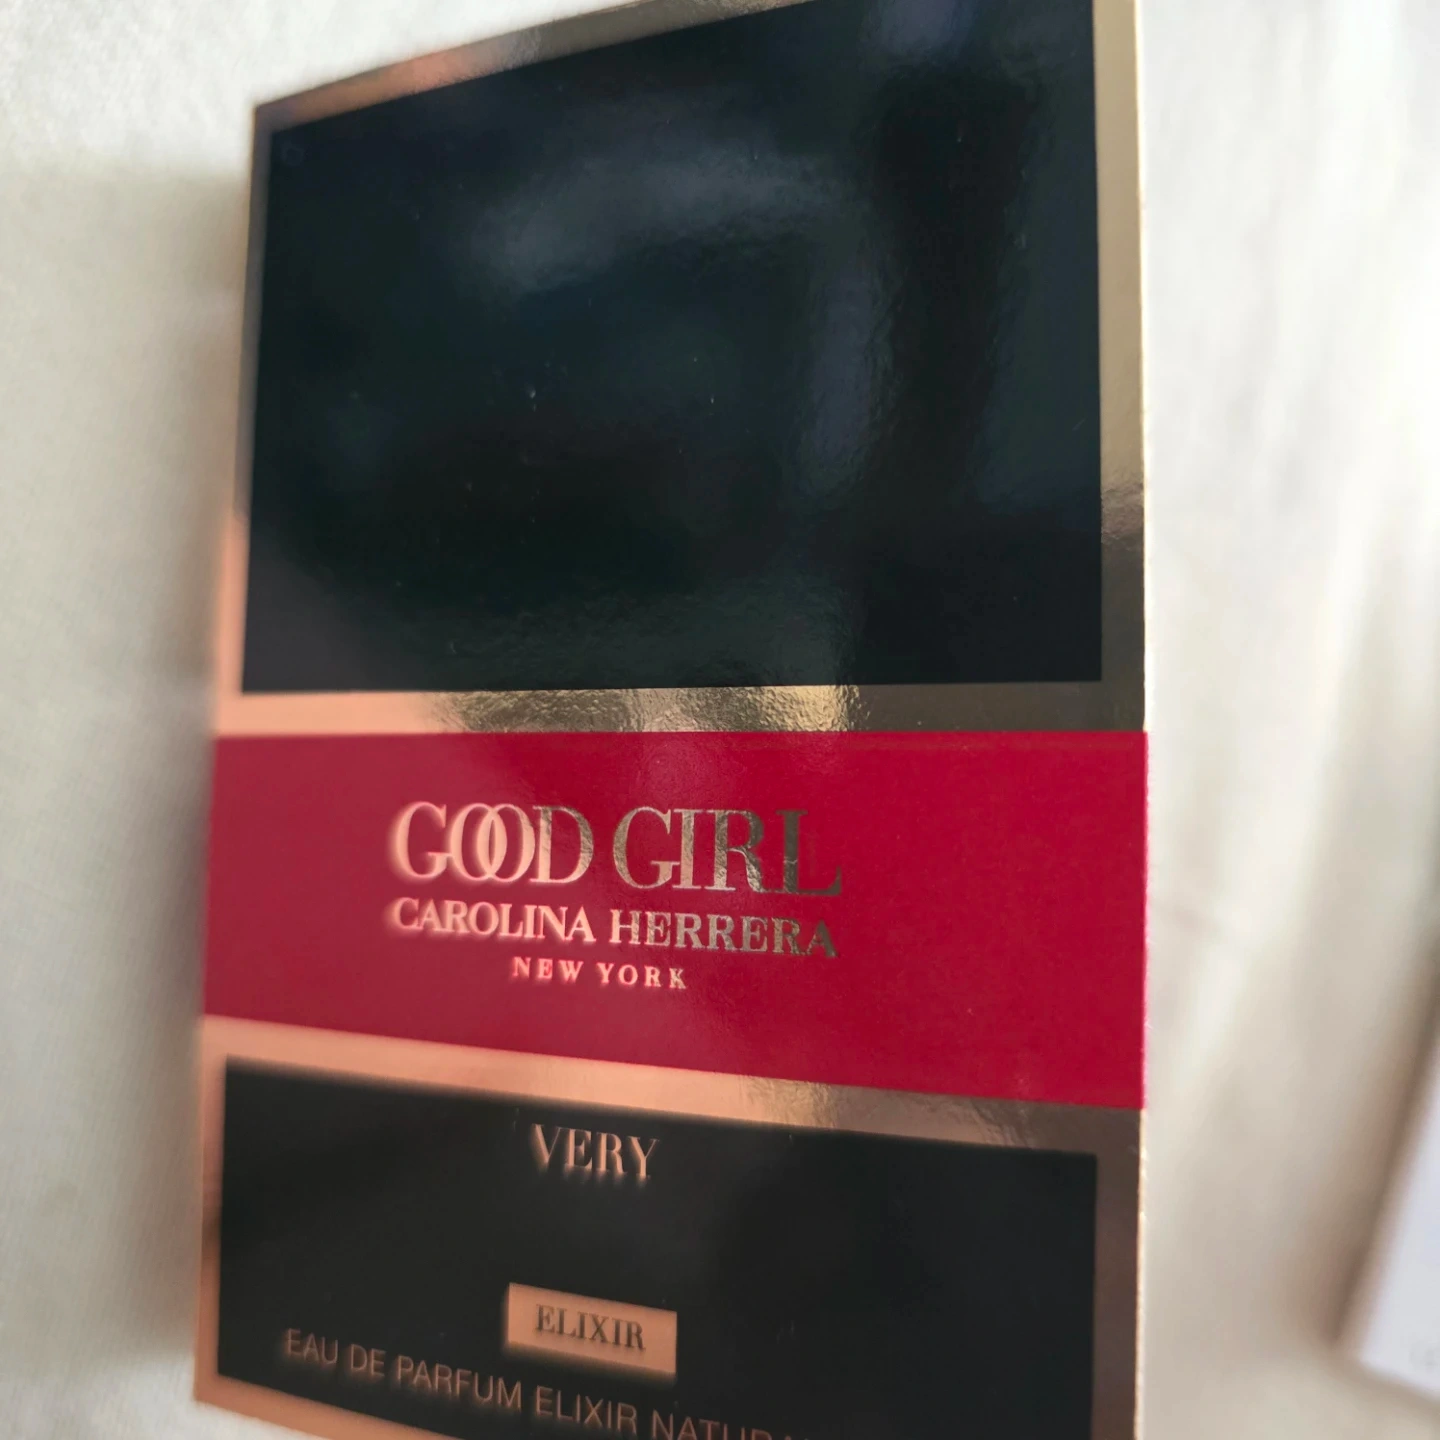 GOOD GIRL
CAROLINA HERRERA
NEW YORK
VERY
ELIXIR
EAU DE PARFUM ELIXIR